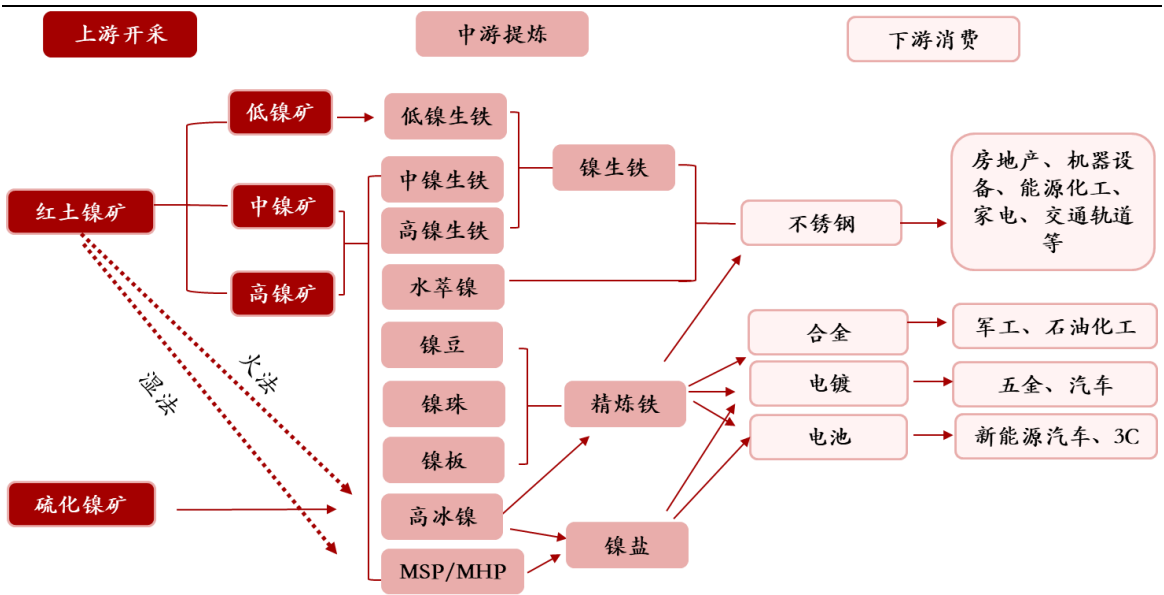 上游开采
中游提炼
下游消费
低镍矿
低镍生铁
镍生铁
中镍生铁
红土镍矿
中镍矿
高镍生铁
不锈钢
房地产、机器设
备、能源化工、
家电、交通轨道
等
高镍矿
水萃镍
镍豆
合金
军工、石油化工
火法
湿法
镍珠
精炼铁
电镀
五金、汽车
镍板
电池
新能源汽车、3C
硫化镍矿
高冰镍
镍盐
MSP/MHP